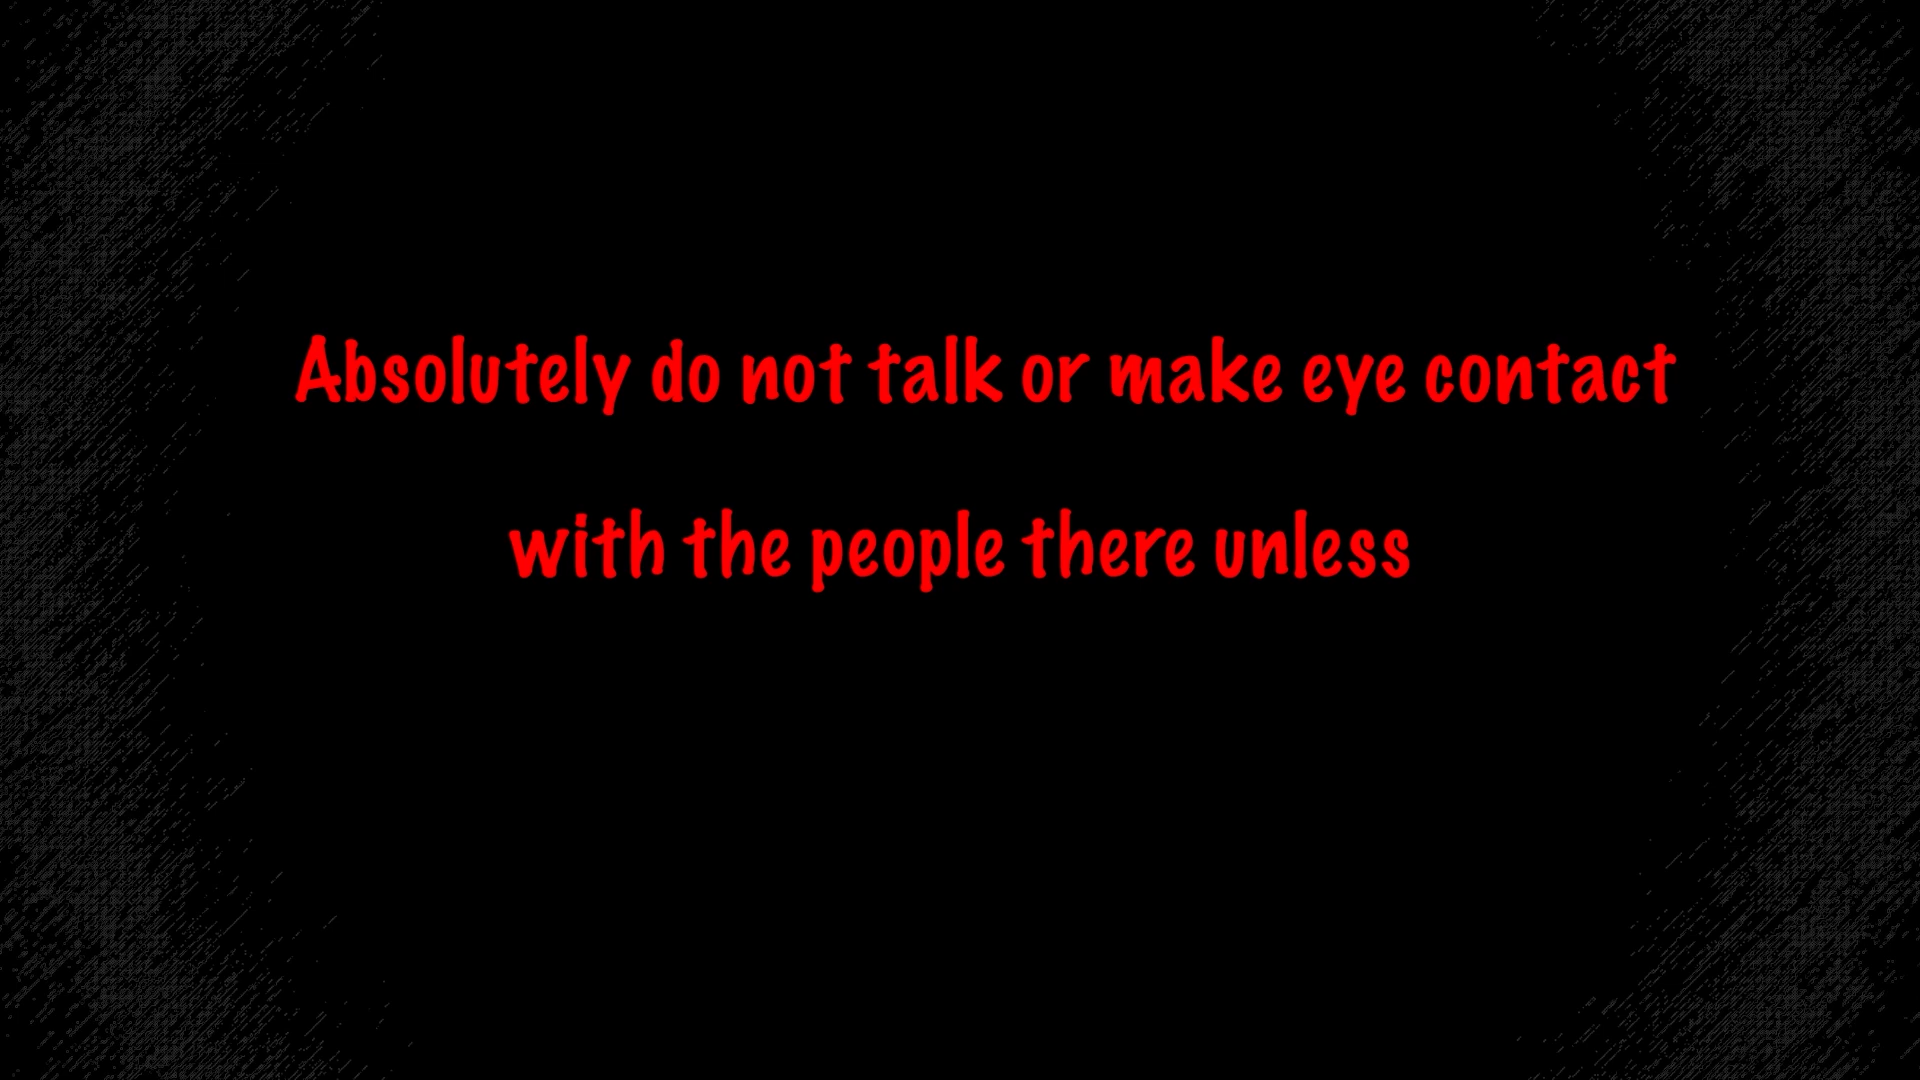 Absolutely do not talk or make eye contact
with the people there unless